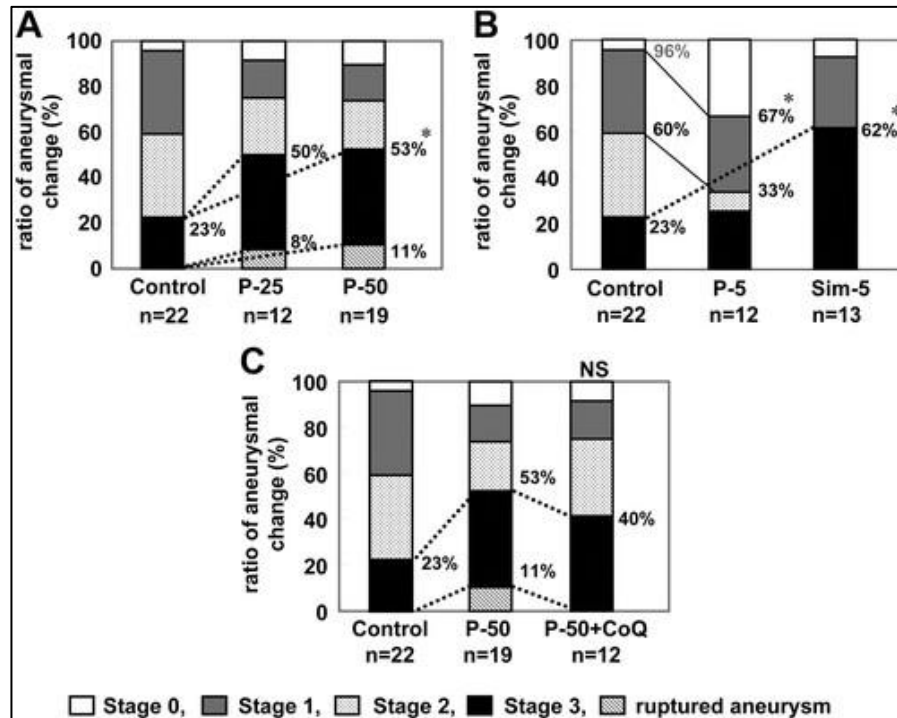 A
ratio of aneurysmal
change (%)
100
80
60
40
20
0
23%
50%
8%
53%
*
11%
Control
P-25
P-50
n=22
n=12
n=19
B
ratio of aneurysmal
change (%)
100
80
60
40
20
0
96%
60%
23%
*
67%
33%
*
62%
Control
P-5
Sim-5
n=22
n=12
n=13
C
ratio of aneurysmal
change (%)
100
80
60
40
20
0
NS
23%
53%
11%
40%
Control
P-50
P-50+CoQ
n=22
n=19
n=12
Stage 0, Stage 1, Stage 2, Stage 3, ruptured aneurysm